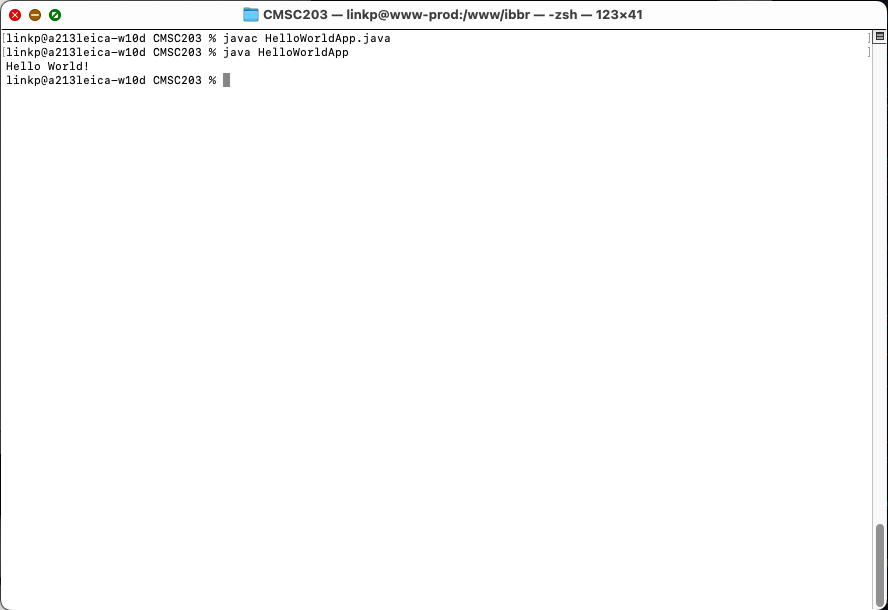 CMSC203 — linkp@www-prod:/www/ibbr — -zsh — 123×41
[linkp@a213leica-w10d CMSC203 % javac HelloWorldApp.java ]
[linkp@a213leica-w10d CMSC203 % java HelloWorldApp ]
Hello World!
linkp@a213leica-w10d CMSC203 %